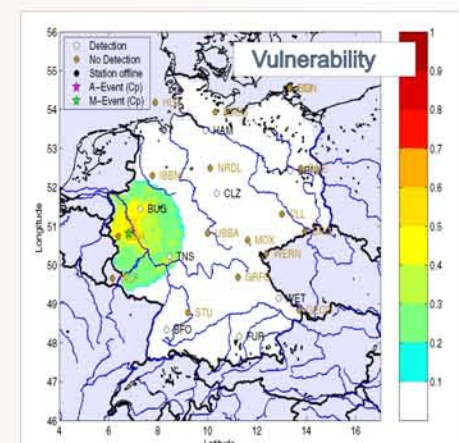 Vulnerability
Detection
No Detection
Station offline
A-Event (Cp)
M-Event (Cp)
56
55
54
53
52
51
50
49
48
47
46
Longitude
HAM
IBBN
NRDL
BUG
CLZ
CLL
UBBA
MOX
TNS
WERN
GRFO
WET
STU
BFO
FUR
4
6
8
10
12
14
16
1
0.9
0.8
0.7
0.6
0.5
0.4
0.3
0.2
0.1